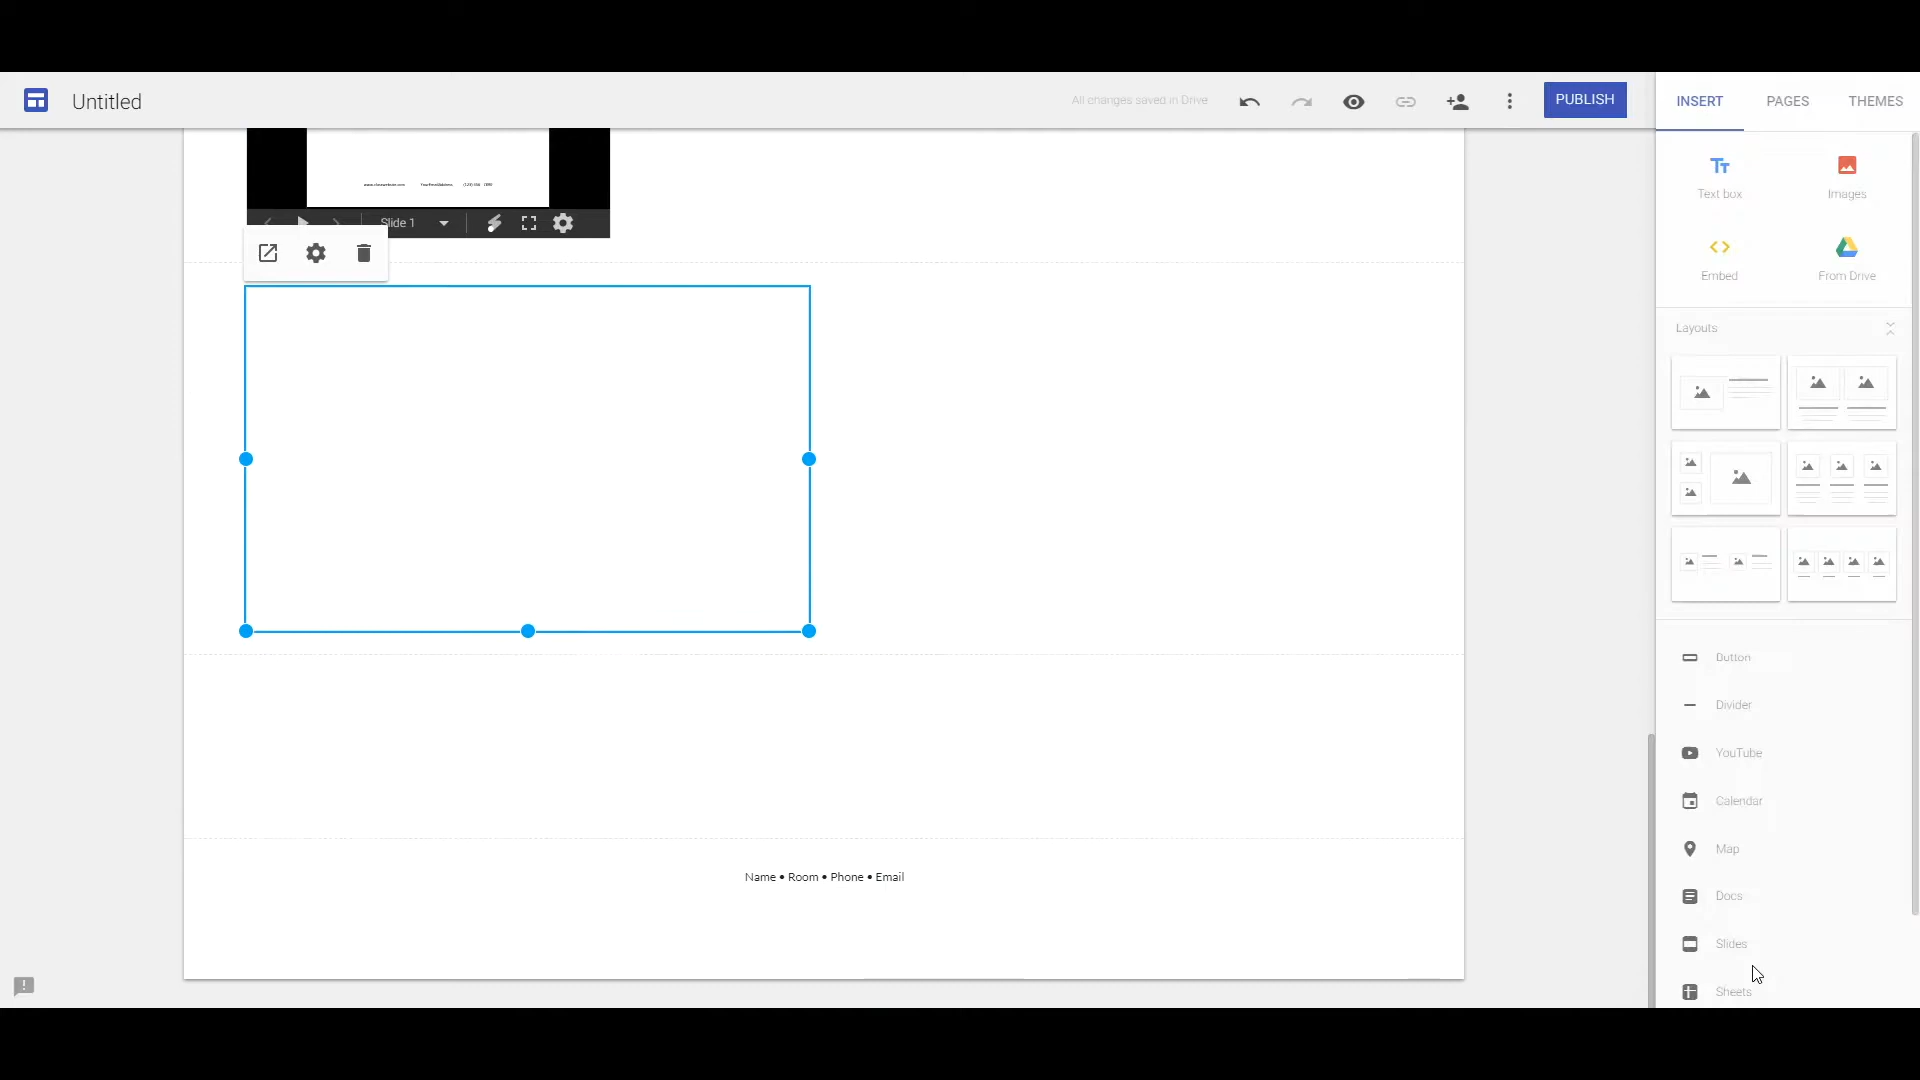 Untitled
All changes saved in Drive
PUBLISH
INSERT
PAGES
THEMES
Text box
Images
Embed
From Drive
Layouts
Slide 1
Button
Divider
YouTube
Calendar
Map
Docs
Slides
Sheets
Name • Room • Phone • Email